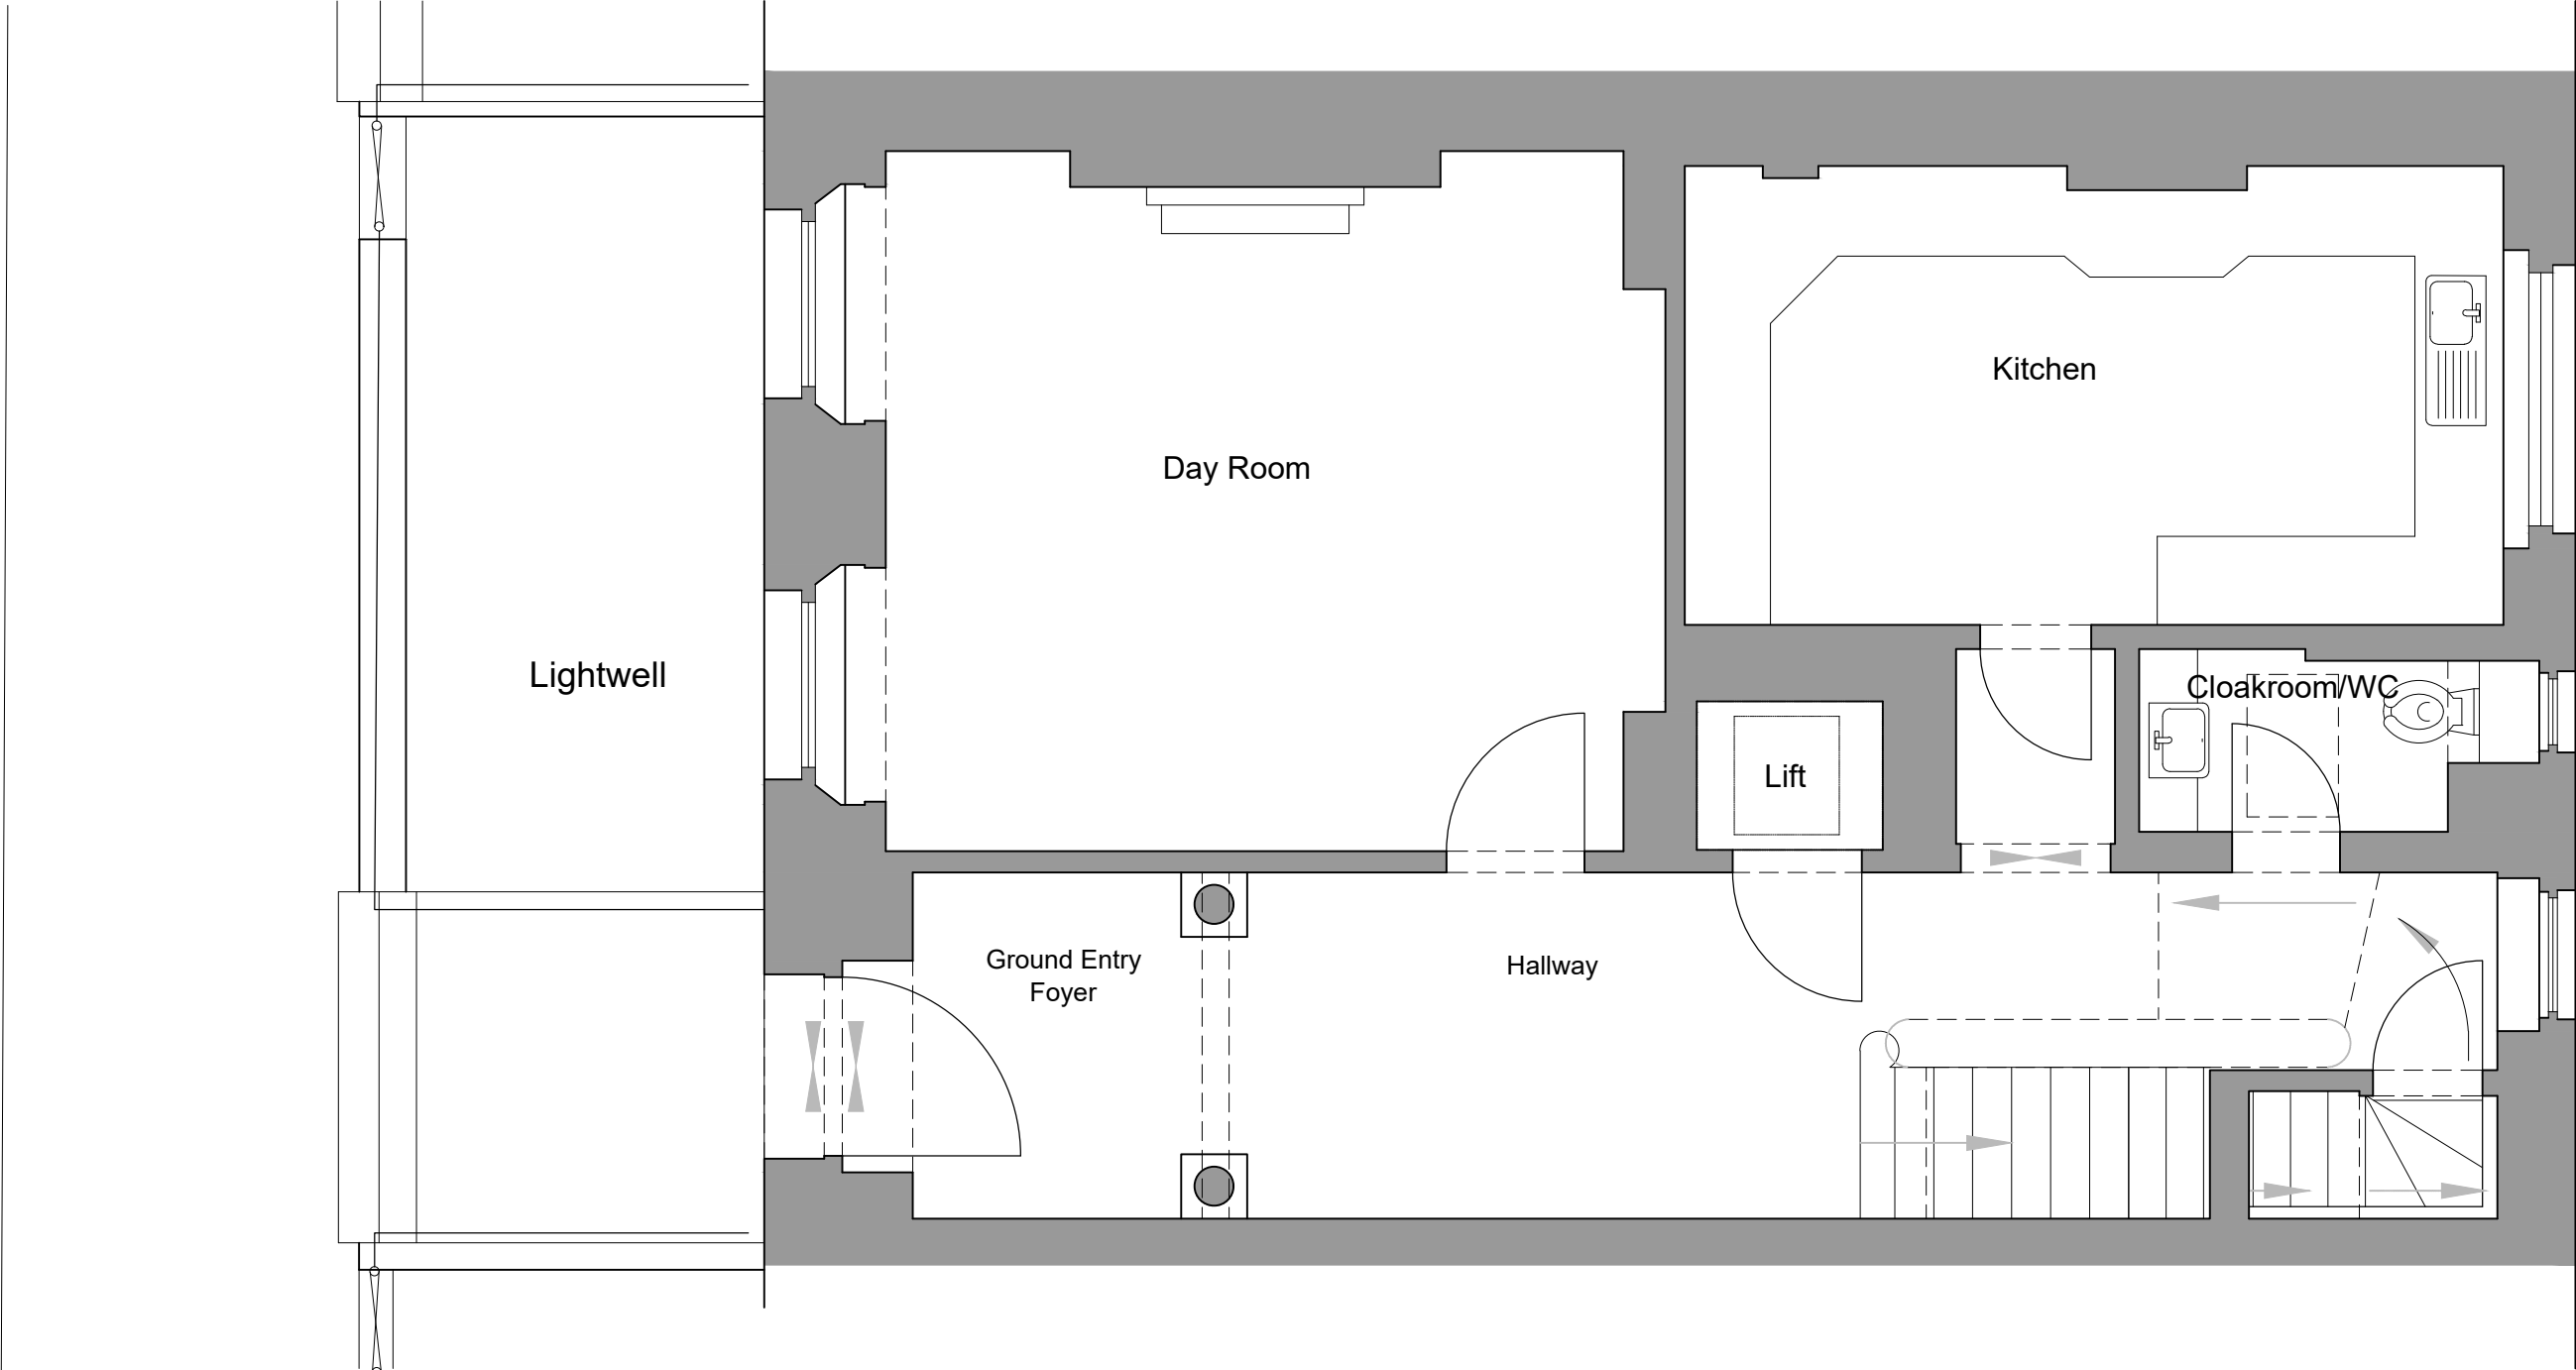 Kitchen
Day Room
Lightwell
Cloakroom/WC
Lift
Ground Entry
Foyer
Hallway